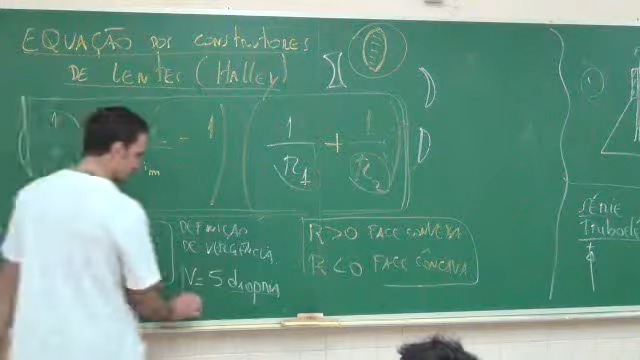 EQUAÇÃO DOS CONSTRUTORES
DE LENTES (HALLEY)
- 1
1 + 1
R1 R2
DEFINIÇÃO
DE VERGÊNCIA.
V= 5 dioptria
R>0 FACE CONVEXA
R<0 FACE CÔNCAVA
SÉRIE